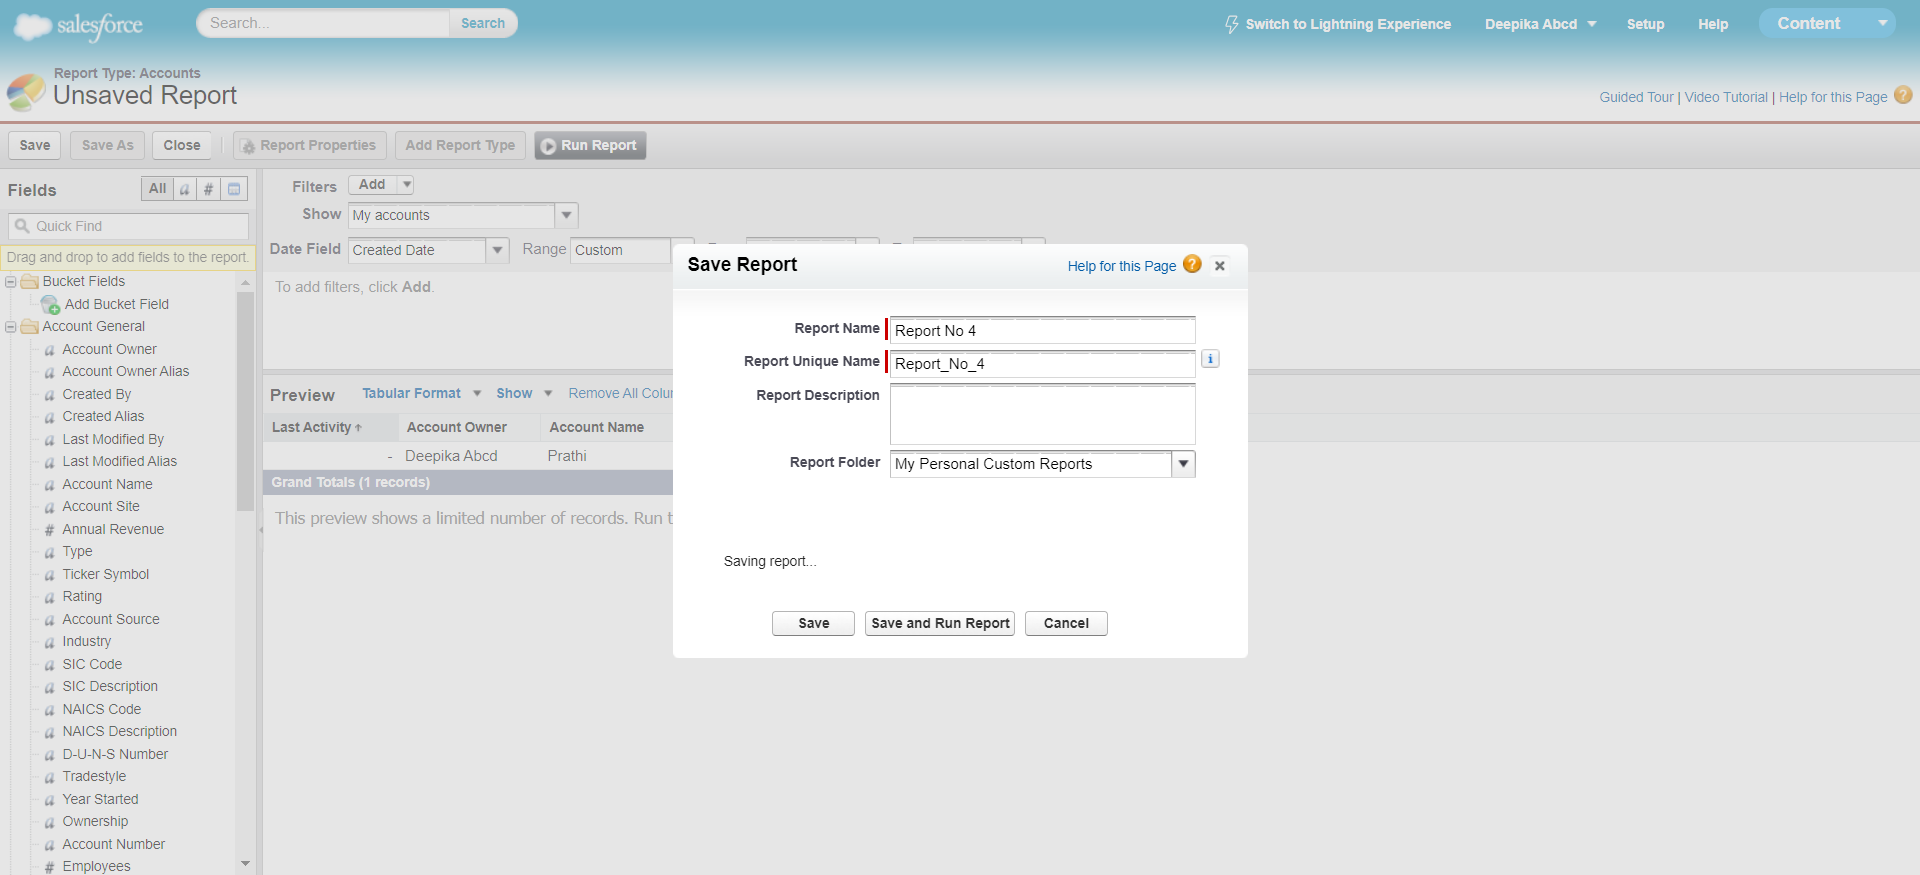 salesforce
Search...
Search
Switch to Lightning Experience
Deepika Abcd
Setup
Help
Content
Report Type: Accounts
Unsaved Report
Guided Tour | Video Tutorial | Help for this Page ?
Save
Save As
Close
Report Properties
Add Report Type
Run Report
Fields
All
a
#
Quick Find
Drag and drop to add fields to the report.
Bucket Fields
Add Bucket Field
Account General
a Account Owner
a Account Owner Alias
a Created By
a Created Alias
a Last Modified By
a Last Modified Alias
a Account Name
a Account Site
# Annual Revenue
a Type
a Ticker Symbol
a Rating
a Account Source
a Industry
a SIC Code
a SIC Description
a NAICS Code
a NAICS Description
a D-U-N-S Number
a Tradestyle
a Year Started
a Ownership
a Account Number
# Employees
Filters
Add
Show
My accounts
Date Field
Created Date
Range
Custom
To add filters, click Add.
Preview
Tabular Format
Show
Remove All
Last Activity
Account Owner
Account Name
-
Deepika Abcd
Prathi
Grand Totals (1 records)
This preview shows a limited number of records. Run
Save Report
Help for this Page ?
Report Name
Report No 4
Report Unique Name
Report_No_4
i
Report Description
Report Folder
My Personal Custom Reports
Saving report...
Save
Save and Run Report
Cancel